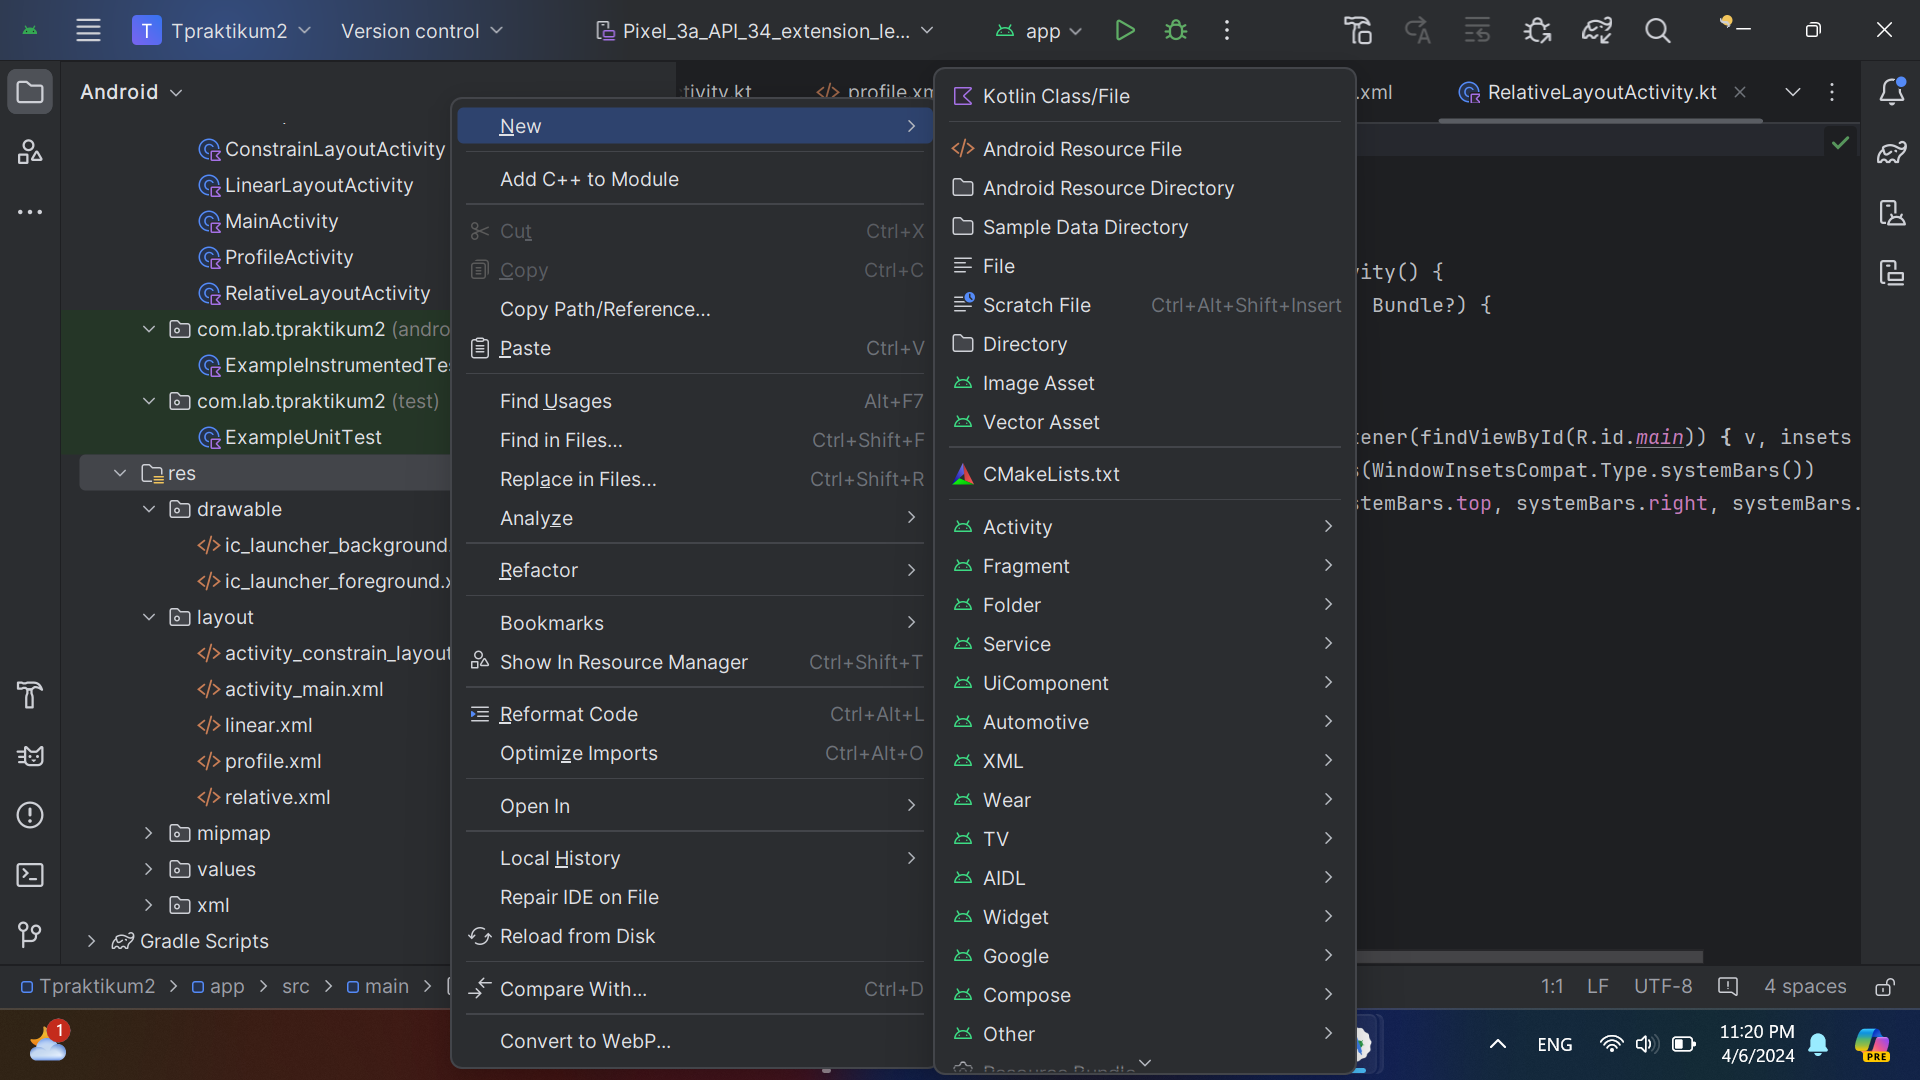 T Tpraktikum2 Version control Pixel_3a_API_34_extension_le... app
Android
ConstrainLayoutActivity
LinearLayoutActivity
MainActivity
ProfileActivity
RelativeLayoutActivity
com.lab.tpraktikum2 (andro
ExampleInstrumentedTe
com.lab.tpraktikum2 (test)
ExampleUnitTest
res
drawable
ic_launcher_background.
ic_launcher_foreground.x
layout
activity_constrain_layout
activity_main.xml
linear.xml
profile.xml
relative.xml
mipmap
values
xml
Gradle Scripts
tivity.kt profile.xm .xml RelativeLayoutActivity.kt
New
Add C++ to Module
Cut Ctrl+X
Copy Ctrl+C
Copy Path/Reference...
Paste Ctrl+V
Find Usages Alt+F7
Find in Files... Ctrl+Shift+F
Replace in Files... Ctrl+Shift+R
Analyze
Refactor
Bookmarks
Show In Resource Manager Ctrl+Shift+T
Reformat Code Ctrl+Alt+L
Optimize Imports Ctrl+Alt+O
Open In
Local History
Repair IDE on File
Reload from Disk
Compare With... Ctrl+D
Convert to WebP...
Kotlin Class/File
Android Resource File
Android Resource Directory
Sample Data Directory
File
Scratch File Ctrl+Alt+Shift+Insert
Directory
Image Asset
Vector Asset
CMakeLists.txt
Activity
Fragment
Folder
Service
UiComponent
Automotive
XML
Wear
TV
AIDL
Widget
Google
Compose
Other
Resource Bundle
vity() {
Bundle?) {
tener(findViewById(R.id.main)) { v, insets
s(WindowInsetsCompat.Type.systemBars())
stemBars.top, systemBars.right, systemBars.
Tpraktikum2 > app > src > main >
1:1 LF UTF-8 4 spaces
1
ENG
11:20 PM
4/6/2024
PRE